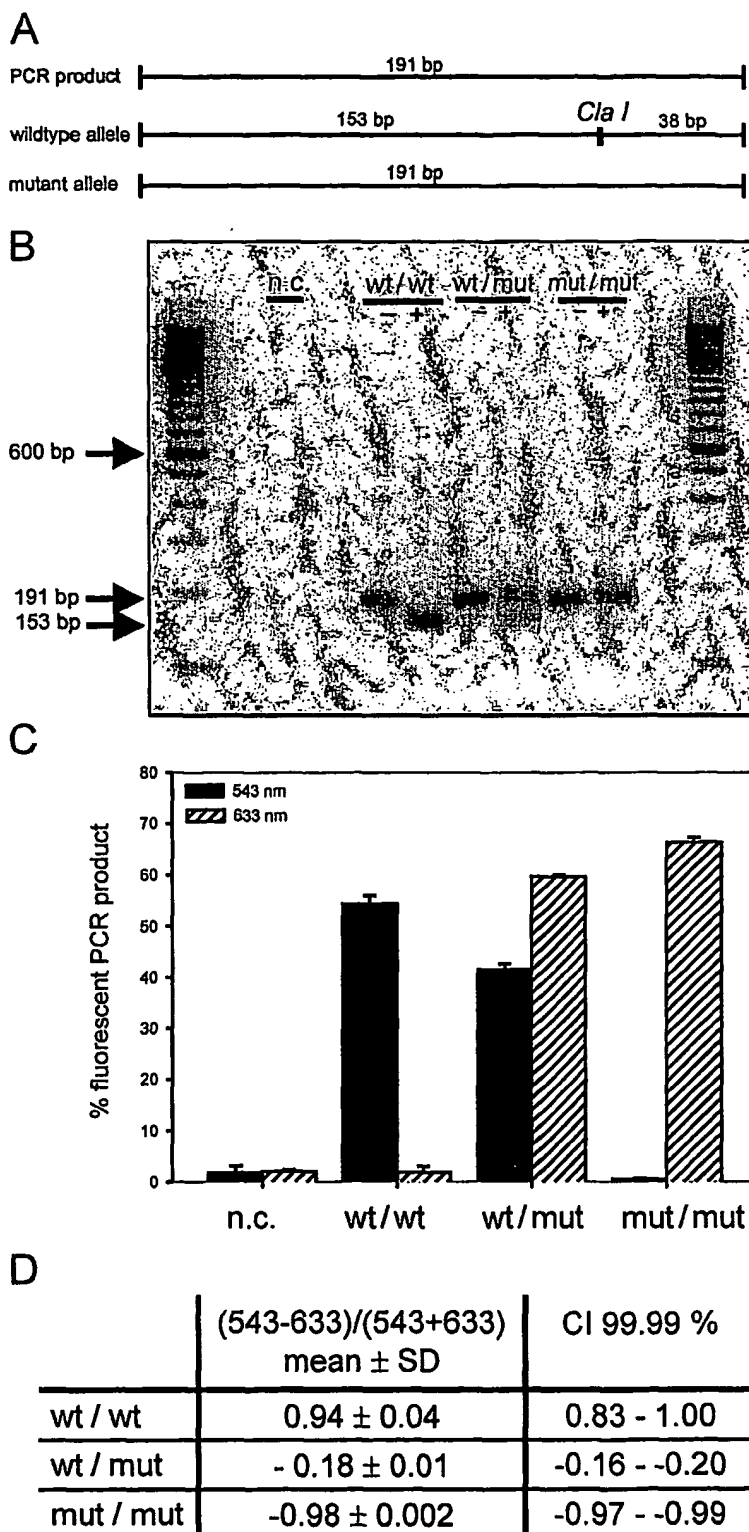 A
191 bp
PCR product
Cla I
153 bp
38 bp
wildtype allele
191 bp
mutant allele
B
n.c. wt/wt wt/mut mut/mut
- + - + - +
600 bp
191 bp
153 bp
C
80
70
60
50
40
30
20
10
0
% fluorescent PCR product
543 nm
633 nm
n.c. wt/wt wt/mut mut/mut
D
(543-633)/(543+633) CI 99.99 %
mean ± SD
wt / wt 0.94 ± 0.04 0.83 - 1.00
wt / mut - 0.18 ± 0.01 -0.16 - -0.20
mut / mut -0.98 ± 0.002 -0.97 - -0.99